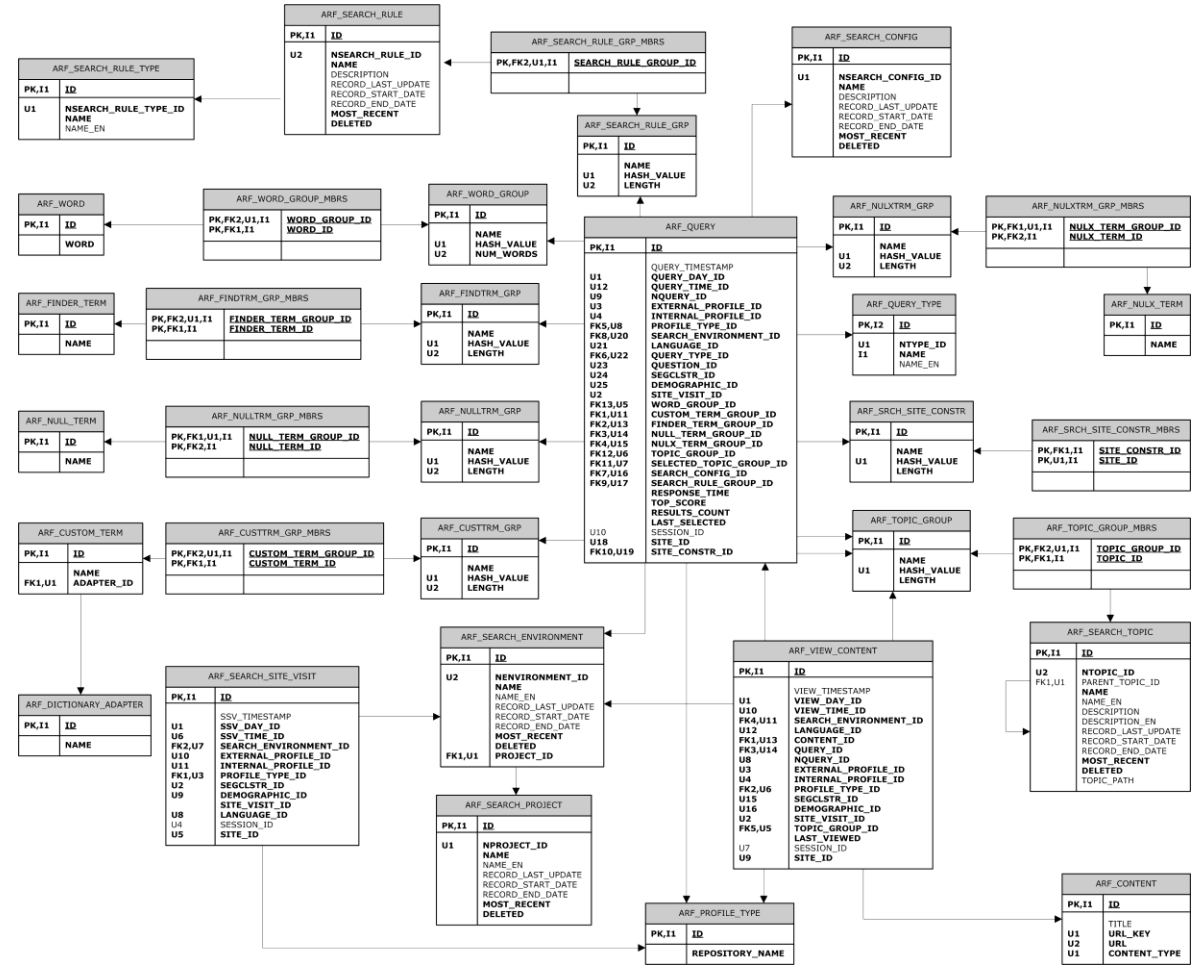 ARF_SEARCH_RULE
PK,I1 ID
U2 NSEARCH_RULE_ID
NAME
DESCRIPTION
RECORD_LAST_UPDATE
RECORD_START_DATE
RECORD_END_DATE
MOST_RECENT
DELETED
ARF_SEARCH_RULE_GRP_MBRS
PK,FK2,U1,I1 SEARCH_RULE_GROUP_ID
ARF_SEARCH_CONFIG
PK,I1 ID
U1 NSEARCH_CONFIG_ID
NAME
DESCRIPTION
RECORD_LAST_UPDATE
RECORD_START_DATE
RECORD_END_DATE
MOST_RECENT
DELETED
ARF_SEARCH_RULE_TYPE
PK,I1 ID
U1 NSEARCH_RULE_TYPE_ID
NAME
NAME_EN
ARF_SEARCH_RULE_GRP
PK,I1 ID
NAME
U1 HASH_VALUE
U2 LENGTH
ARF_WORD
PK,I1 ID
WORD
ARF_WORD_GROUP_MBRS
PK,FK2,U1,I1 WORD_GROUP_ID
PK,FK1,I1 WORD_ID
ARF_WORD_GROUP
PK,I1 ID
NAME
U1 HASH_VALUE
U2 NUM_WORDS
ARF_QUERY
PK,I1 ID
QUERY_TIMESTAMP
U1 QUERY_DAY_ID
U12 QUERY_TIME_ID
U9 NQUERY_ID
U3 EXTERNAL_PROFILE_ID
U4 INTERNAL_PROFILE_ID
FK5,U8 PROFILE_TYPE_ID
FK8,U20 SEARCH_ENVIRONMENT_ID
U21 LANGUAGE_ID
FK6,U22 QUERY_TYPE_ID
U23 QUESTION_ID
U24 SEGCLSTR_ID
U25 DEMOGRAPHIC_ID
U2 SITE_VISIT_ID
FK13,U5 WORD_GROUP_ID
FK1,U11 CUSTOM_TERM_GROUP_ID
FK2,U13 FINDER_TERM_GROUP_ID
FK3,U14 NULL_TERM_GROUP_ID
FK4,U15 NULX_TERM_GROUP_ID
FK12,U6 TOPIC_GROUP_ID
FK11,U7 SELECTED_TOPIC_GROUP_ID
FK7,U16 SEARCH_CONFIG_ID
FK9,U17 SEARCH_RULE_GROUP_ID
RESPONSE_TIME
TOP_SCORE
RESULTS_COUNT
LAST_SELECTED
U10 SESSION_ID
U18 SITE_ID
FK10,U19 SITE_CONSTR_ID
ARF_NULXTRM_GRP
PK,I1 ID
NAME
U1 HASH_VALUE
U2 LENGTH
ARF_NULXTRM_GRP_MBRS
PK,FK1,U1,I1 NULX_TERM_GROUP_ID
PK,FK2,I1 NULX_TERM_ID
ARF_FINDER_TERM
PK,I1 ID
NAME
ARF_FINDTRM_GRP_MBRS
PK,FK2,U1,I1 FINDER_TERM_GROUP_ID
PK,FK1,I1 FINDER_TERM_ID
ARF_FINDTRM_GRP
PK,I1 ID
NAME
U1 HASH_VALUE
U2 LENGTH
ARF_QUERY_TYPE
PK,I2 ID
U1 NTYPE_ID
I1 NAME
NAME_EN
ARF_NULX_TERM
PK,I1 ID
NAME
ARF_NULL_TERM
PK,I1 ID
NAME
ARF_NULLTRM_GRP_MBRS
PK,FK1,U1,I1 NULL_TERM_GROUP_ID
PK,FK2,I1 NULL_TERM_ID
ARF_NULLTRM_GRP
PK,I1 ID
NAME
U1 HASH_VALUE
U2 LENGTH
ARF_SRCH_SITE_CONSTR
PK,I1 ID
NAME
U1 HASH_VALUE
LENGTH
ARF_SRCH_SITE_CONSTR_MBRS
PK,FK1,I1 SITE_CONSTR_ID
PK,U1,I1 SITE_ID
ARF_CUSTOM_TERM
PK,I1 ID
NAME
FK1,U1 ADAPTER_ID
ARF_CUSTTRM_GRP_MBRS
PK,FK2,U1,I1 CUSTOM_TERM_GROUP_ID
PK,FK1,I1 CUSTOM_TERM_ID
ARF_CUSTTRM_GRP
PK,I1 ID
NAME
U1 HASH_VALUE
U2 LENGTH
ARF_TOPIC_GROUP
PK,I1 ID
NAME
U1 HASH_VALUE
LENGTH
ARF_TOPIC_GROUP_MBRS
PK,FK2,U1,I1 TOPIC_GROUP_ID
PK,FK1,I1 TOPIC_ID
ARF_SEARCH_ENVIRONMENT
PK,I1 ID
U2 NENVIRONMENT_ID
NAME
NAME_EN
RECORD_LAST_UPDATE
RECORD_START_DATE
RECORD_END_DATE
MOST_RECENT
DELETED
FK1,U1 PROJECT_ID
ARF_VIEW_CONTENT
PK,I1 ID
VIEW_TIMESTAMP
U1 VIEW_DAY_ID
U10 VIEW_TIME_ID
FK4,U11 SEARCH_ENVIRONMENT_ID
U12 LANGUAGE_ID
FK1,U13 CONTENT_ID
FK3,U14 QUERY_ID
U8 NQUERY_ID
U3 EXTERNAL_PROFILE_ID
U4 INTERNAL_PROFILE_ID
FK2,U6 PROFILE_TYPE_ID
U15 SEGCLSTR_ID
U16 DEMOGRAPHIC_ID
U2 SITE_VISIT_ID
FK5,U5 TOPIC_GROUP_ID
LAST_VIEWED
U7 SESSION_ID
U9 SITE_ID
ARF_SEARCH_TOPIC
PK,I1 ID
U2 NTOPIC_ID
FK1,U1 PARENT_TOPIC_ID
NAME
NAME_EN
DESCRIPTION
DESCRIPTION_EN
RECORD_LAST_UPDATE
RECORD_START_DATE
RECORD_END_DATE
MOST_RECENT
DELETED
TOPIC_PATH
ARF_SEARCH_SITE_VISIT
PK,I1 ID
SSV_TIMESTAMP
U1 SSV_DAY_ID
U6 SSV_TIME_ID
FK2,U7 SEARCH_ENVIRONMENT_ID
U10 EXTERNAL_PROFILE_ID
U11 INTERNAL_PROFILE_ID
FK1,U3 PROFILE_TYPE_ID
U2 SEGCLSTR_ID
U9 DEMOGRAPHIC_ID
SITE_VISIT_ID
U8 LANGUAGE_ID
U4 SESSION_ID
U5 SITE_ID
ARF_DICTIONARY_ADAPTER
PK,I1 ID
NAME
ARF_SEARCH_PROJECT
PK,I1 ID
U1 NPROJECT_ID
NAME
NAME_EN
RECORD_LAST_UPDATE
RECORD_START_DATE
RECORD_END_DATE
MOST_RECENT
DELETED
ARF_PROFILE_TYPE
PK,I1 ID
REPOSITORY_NAME
ARF_CONTENT
PK,I1 ID
TITLE
U1 URL_KEY
U2 URL
U1 CONTENT_TYPE